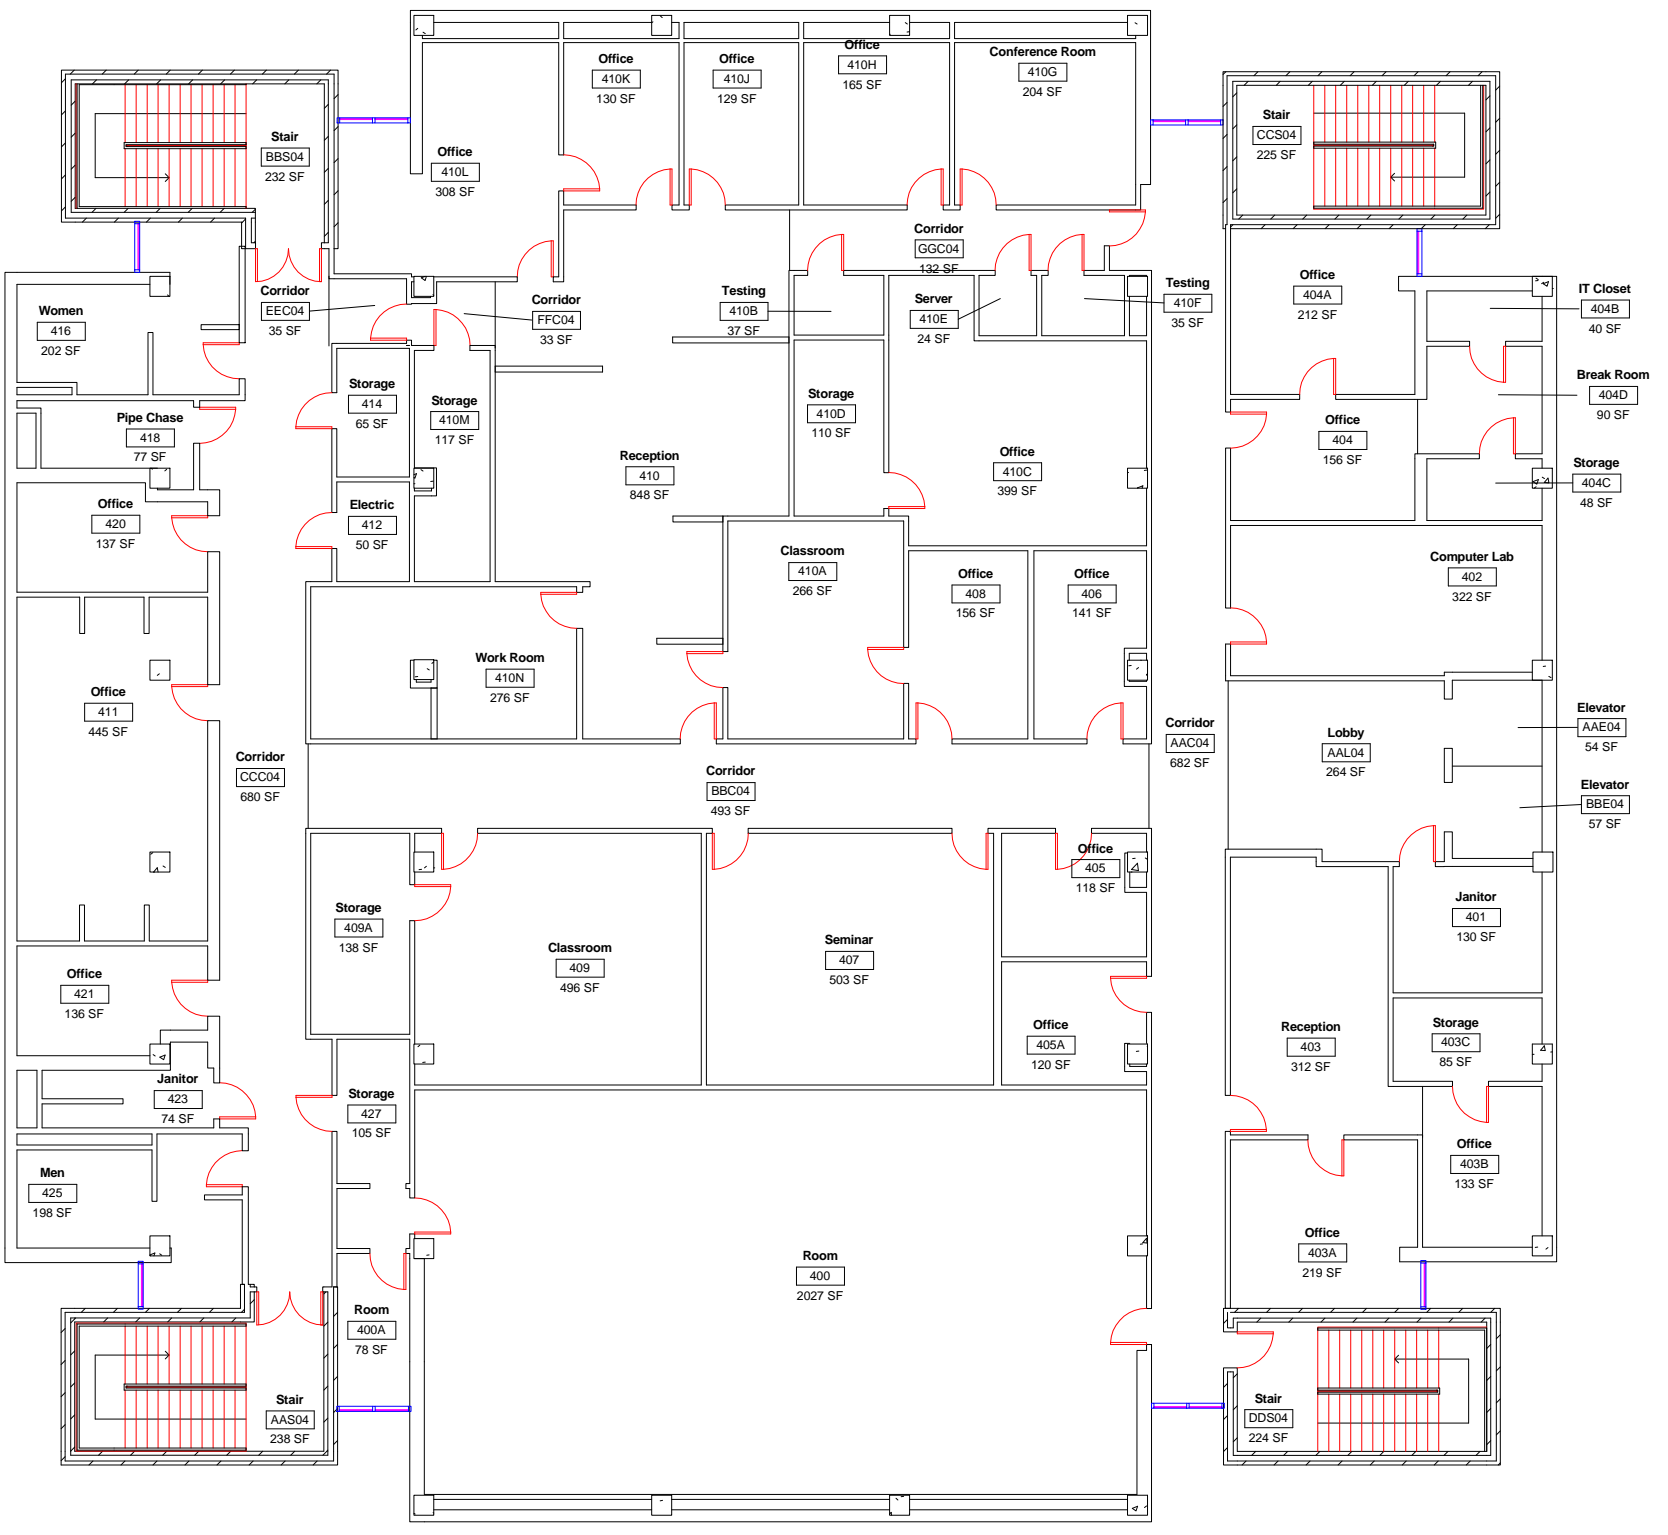 Office
410K
130 SF
Office
410J
129 SF
Office
410H
165 SF
Conference Room
410G
204 SF
Stair
BBS04
232 SF
Office
410L
308 SF
Stair
CCS04
225 SF
Corridor
GGC04
132 SF
Women
416
202 SF
Corridor
EEC04
35 SF
Corridor
FFC04
33 SF
Testing
410B
37 SF
Server
410E
24 SF
Testing
410F
35 SF
Office
404A
212 SF
IT Closet
404B
40 SF
Break Room
404D
90 SF
Pipe Chase
418
77 SF
Storage
414
65 SF
Storage
410M
117 SF
Storage
410D
110 SF
Office
404
156 SF
Reception
410
848 SF
Office
410C
399 SF
Storage
404C
48 SF
Office
420
137 SF
Electric
412
50 SF
Classroom
410A
266 SF
Office
408
156 SF
Office
406
141 SF
Computer Lab
402
322 SF
Office
411
445 SF
Work Room
410N
276 SF
Corridor
CCC04
680 SF
Corridor
BBC04
493 SF
Corridor
AAC04
682 SF
Lobby
AAL04
264 SF
Elevator
AAE04
54 SF
Elevator
BBE04
57 SF
Office
405
118 SF
Storage
409A
138 SF
Classroom
409
496 SF
Seminar
407
503 SF
Janitor
401
130 SF
Office
421
136 SF
Office
405A
120 SF
Reception
403
312 SF
Storage
403C
85 SF
Janitor
423
74 SF
Storage
427
105 SF
Office
403B
133 SF
Men
425
198 SF
Room
400
2027 SF
Office
403A
219 SF
Room
400A
78 SF
Stair
AAS04
238 SF
Stair
DDS04
224 SF